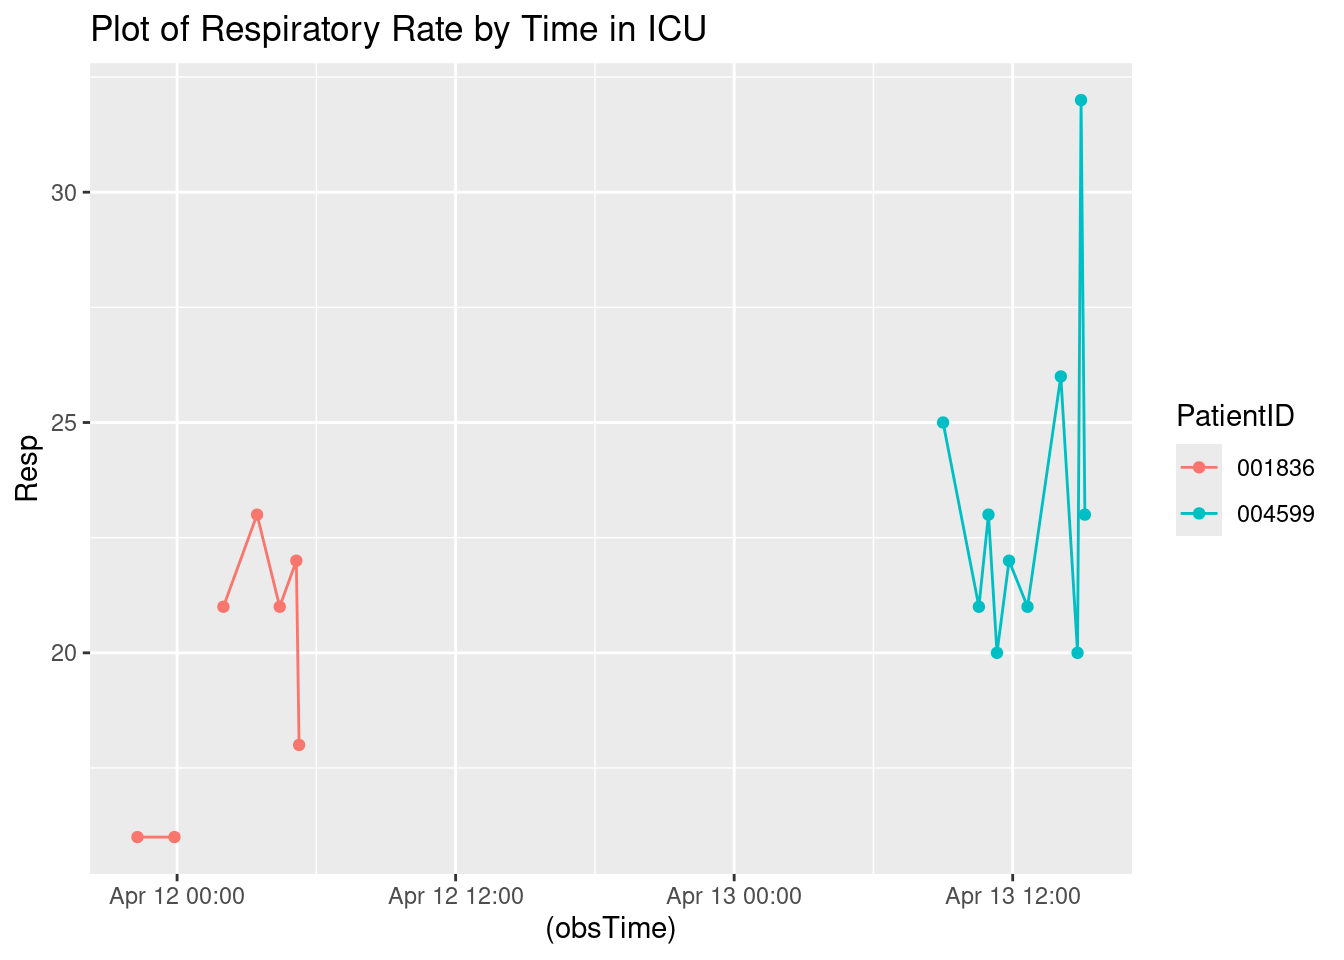 Plot of Respiratory Rate by Time in ICU
30
25
20
Resp
Apr 12 00:00
Apr 12 12:00
Apr 13 00:00
Apr 13 12:00
(obsTime)
PatientID
001836
004599